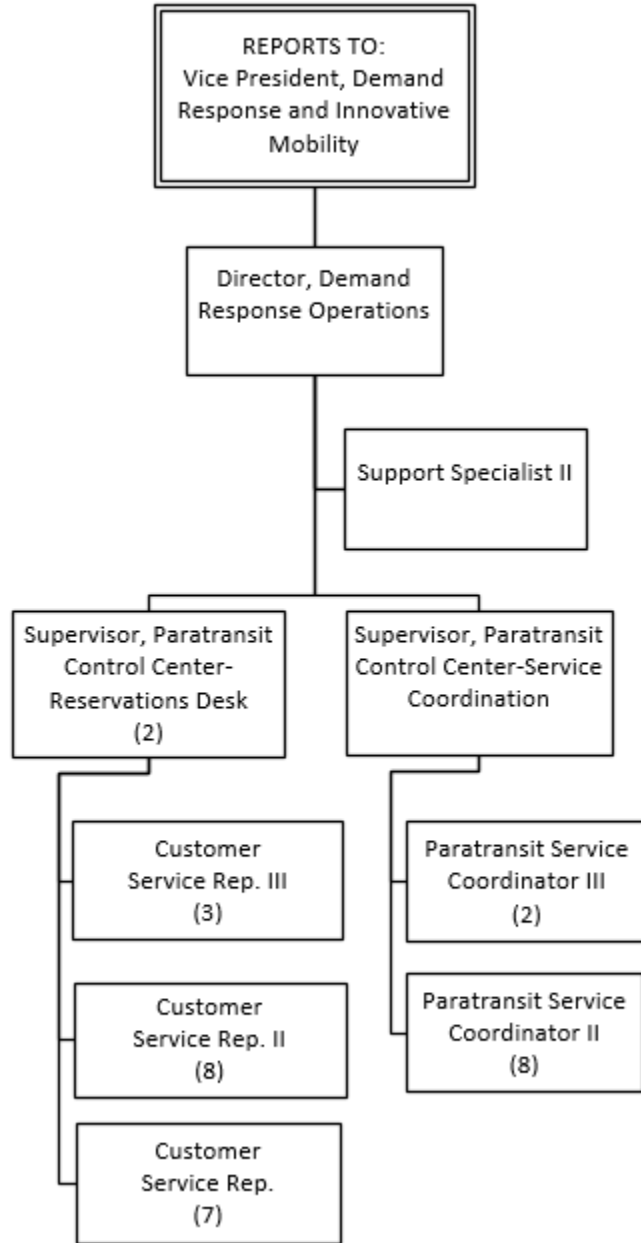 REPORTS TO:
Vice President, Demand
Response and Innovative
Mobility
Director, Demand
Response Operations
Support Specialist II
Supervisor, Paratransit
Control Center-
Reservations Desk
(2)
Supervisor, Paratransit
Control Center-Service
Coordination
Customer
Service Rep. III
(3)
Customer
Service Rep. II
(8)
Customer
Service Rep.
(7)
Paratransit Service
Coordinator III
(2)
Paratransit Service
Coordinator II
(8)